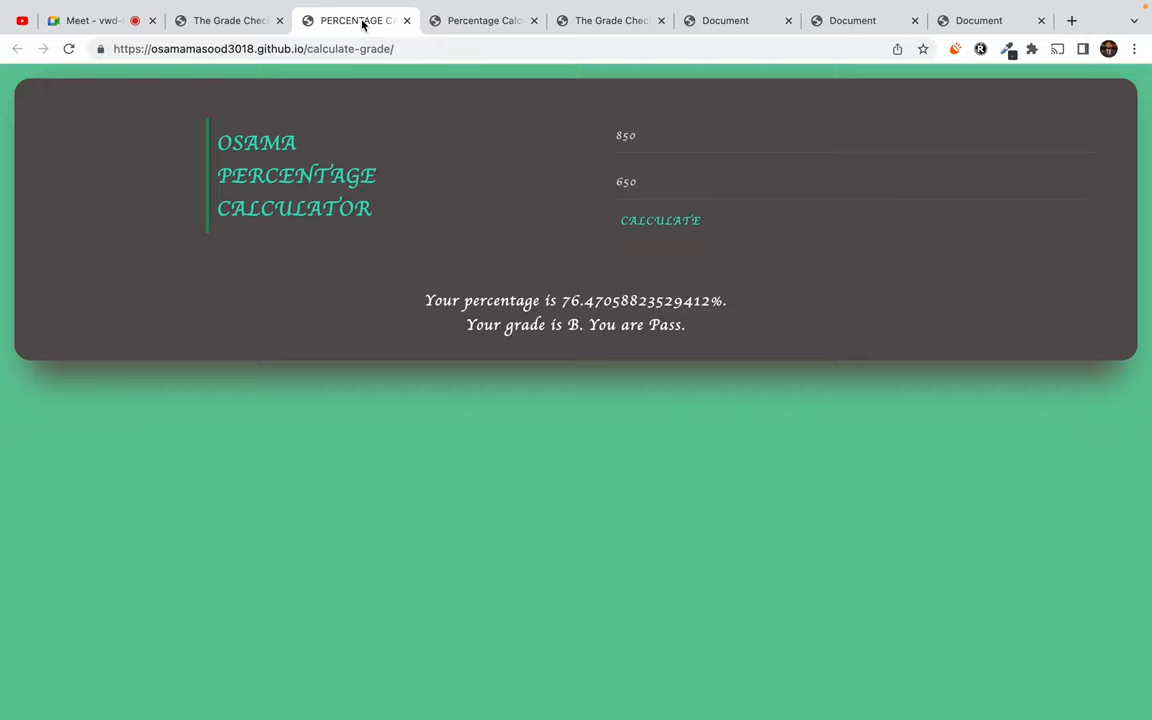 Meet - vwd-
The Grade Chec
PERCENTAGE CA
Percentage Calc
The Grade Chec
Document
Document
Document
https://osamamasood3018.github.io/calculate-grade/
OSAMA
PERCENTAGE
CALCULATOR
850
650
CALCULATE
Your percentage is 76.47058823529412%.
Your grade is B. You are Pass.